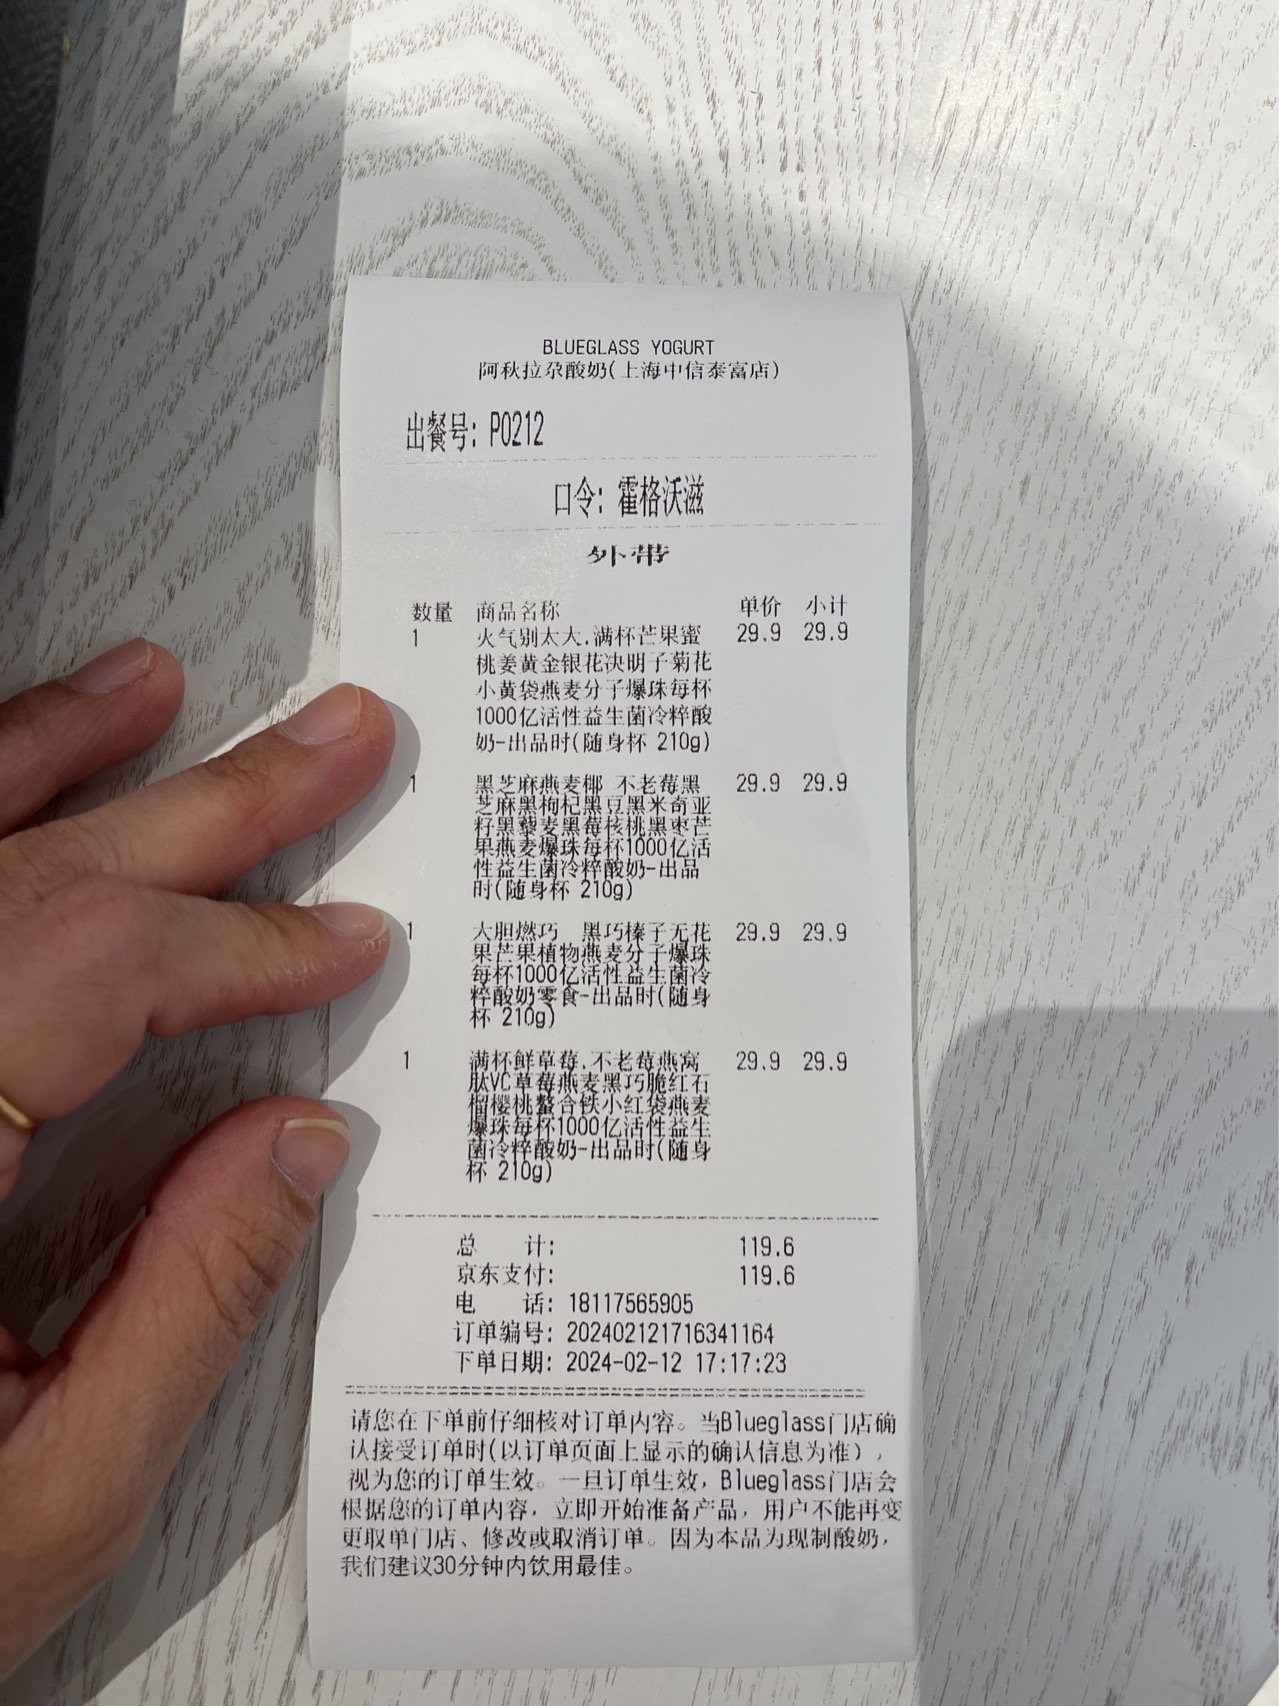 BLUEGLASS YOGURT
阿秋拉尕酸奶(上海中信泰富店)
出餐号: P0212
口令: 霍格沃滋
外带
数量 商品名称 单价 小计
1 火气别太大.满杯芒果蜜 29.9 29.9
桃姜黄金银花决明子菊花
小黄袋燕麦分子爆珠每杯
1000亿活性益生菌冷粹酸
奶-出品时(随身杯 210g)
1 黑芝麻燕麦椰 不老莓黑 29.9 29.9
芝麻黑枸杞黑豆黑米奇亚
籽黑藜麦黑莓核桃黑枣芒
果燕麦爆珠每杯1000亿活
性益生菌冷粹酸奶-出品
时(随身杯 210g)
1 大胆燃巧 黑巧榛子无花 29.9 29.9
果芒果植物燕麦分子爆珠
每杯1000亿活性益生菌冷
粹酸奶零食-出品时(随身
杯 210g)
1 满杯鲜草莓.不老莓燕窝 29.9 29.9
肽VC草莓燕麦黑巧脆红石
榴樱桃螯合铁小红袋燕麦
爆珠每杯1000亿活性益生
菌冷粹酸奶-出品时(随身
杯 210g)
总 计: 119.6
京东支付: 119.6
电 话: 18117565905
订单编号: 202402121716341164
下单日期: 2024-02-12 17:17:23
请您在下单前仔细核对订单内容。当Blueglass门店确
认接受订单时(以订单页面上显示的确认信息为准),
视为您的订单生效。一旦订单生效, Blueglass门店会
根据您的订单内容, 立即开始准备产品, 用户不能再变
更取单门店、修改或取消订单。因为本品为现制酸奶,
我们建议30分钟内饮用最佳。